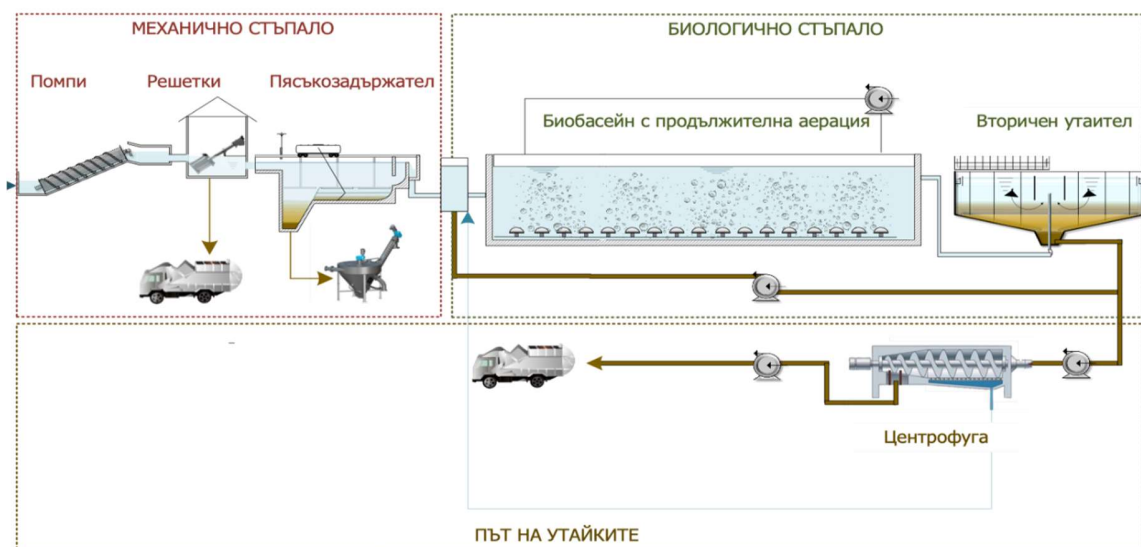 МЕХАНИЧНО СТЪПАЛО
БИОЛОГИЧНО СТЪПАЛО
Помпи
Решетки
Пясъкозадържател
Биобасейн с продължителна аерация
Вторичен утаител
Центрофуга
ПЪТ НА УТАЙКИТЕ